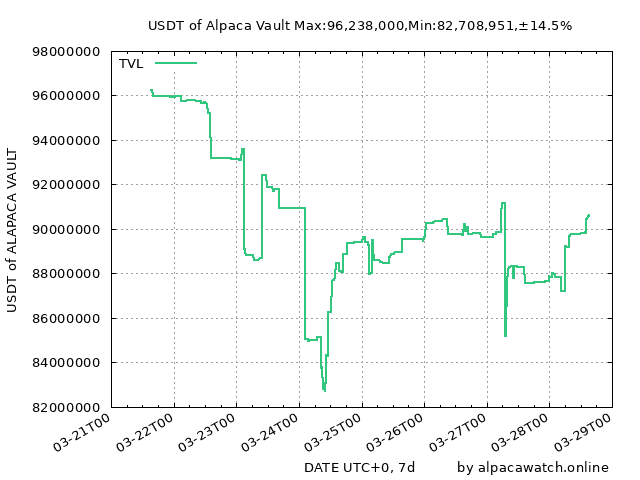 USDT of Alpaca Vault Max:96,238,000,Min:82,708,951,±14.5%
TVL
98000000
96000000
94000000
92000000
90000000
88000000
86000000
84000000
82000000
USDT of ALAPACA VAULT
03-21T00
03-22T00
03-23T00
03-24T00
03-25T00
03-26T00
03-27T00
03-28T00
03-29T00
DATE UTC+0, 7d
by alpacawatch.online